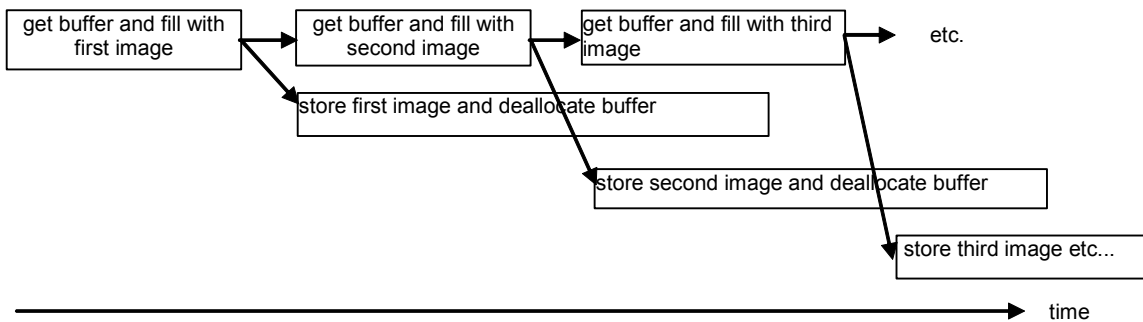 get buffer and fill with
first image
get buffer and fill with
second image
get buffer and fill with third
image
etc.
store first image and deallocate buffer
store second image and deallocate buffer
store third image etc...
time